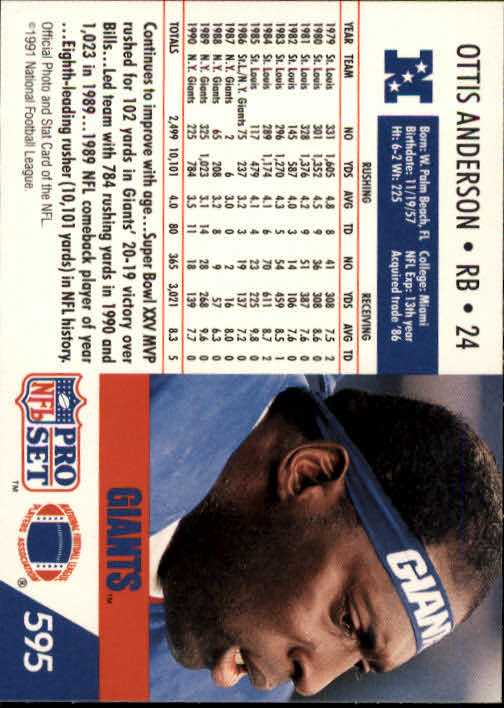 OTTIS ANDERSON • RB • 24
N
Born: W. Palm Beach, FL College: Miami
Birthdate: 11/19/57 NFL Exp: 13th year
Ht: 6-2 Wt: 225 Acquired trade '86
RUSHING RECEIVING
YEAR TEAM NO YDS AVG TD NO YDS AVG TD
1979 St. Louis 331 1,605 4.8 8 41 308 7.5 2
1980 St. Louis 301 1,352 4.5 9 36 308 8.6
1981 St. Louis 328 1,376 4.2 9 51 387 7.6
1982 St. Louis 145 587 4.0 3 14 106 7.6
1983 St. Louis 296 1,270 4.3 5 54 459 8.5 1
1984 St. Louis 289 1,174 4.1 6 70 611 8.7 2
1985 St. Louis 117 479 4.1 4 23 225 9.8
1986 St.L/N.Y. Giants 75 237 3.2 3 19 137 7.2
1987 N.Y. Giants 2 6 3.0 2 16 8.0
1988 N.Y. Giants 65 208 3.2 8 9 57 6.3
1989 N.Y. Giants 325 1,023 3.1 14 28 268 9.6
1990 N.Y. Giants 225 784 3.5 11 18 139 7.7
TOTALS 2,499 10,101 4.0 80 365 3,021 8.3 5
Continues to improve with age...Super Bowl XXV MVP
rushed for 102 yards in Giants' 20-19 victory over
Bills...Led team with 784 rushing yards in 1990 and
1,023 in 1989...1989 NFL comeback player of year
...Eighth-leading rusher (10,101 yards) in NFL history.
Official Photo and Stat Card of the NFL.
©1991 National Football League.
GIAN
GIANTS™
PRO
NFL SET™
NATIONAL FOOTBALL LEAGUE
PLAYERS ASSOCIATION®
595